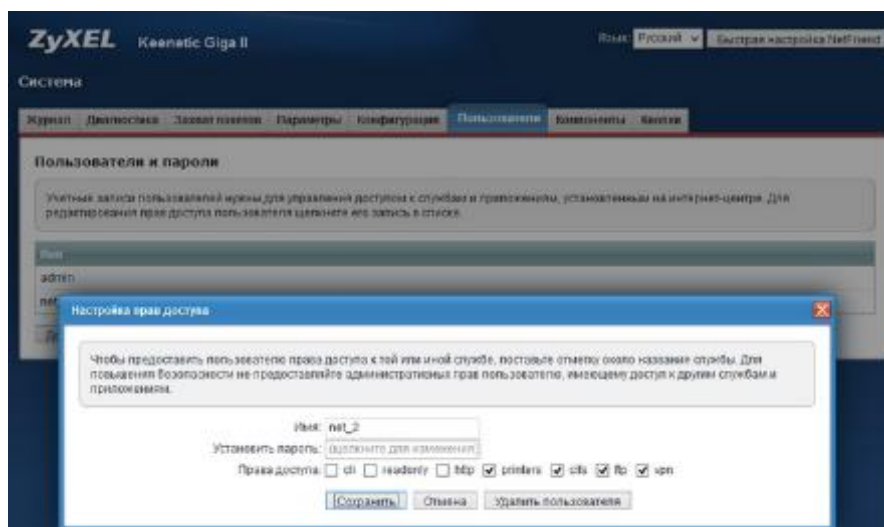 ZyXEL Keenetic Giga II
Язык: Русский Быстрая настройка NetFriend
Система
Журнал Диагностика Захват пакетов Параметры Конфигурация Пользователи Компоненты Кнопки
Пользователи и пароли
Учетные записи пользователей нужны для управления доступом к службам и приложениям, установленным на интернет-центре. Для
редактирования прав доступа пользователя щелкните его запись в списке.
Имя
admin
net
Настройка прав доступа
Чтобы предоставить пользователю права доступа к той или иной службе, поставьте отметку около названия службы. Для
повышения безопасности не предоставляйте административных прав пользователю, имеющему доступ к другим службам и
приложениям.
Имя: net_2
Установить пароль: (щелкните для изменения)
Права доступа: cli readonly http printers cifs ftp vpn
Сохранить Отмена Удалить пользователя